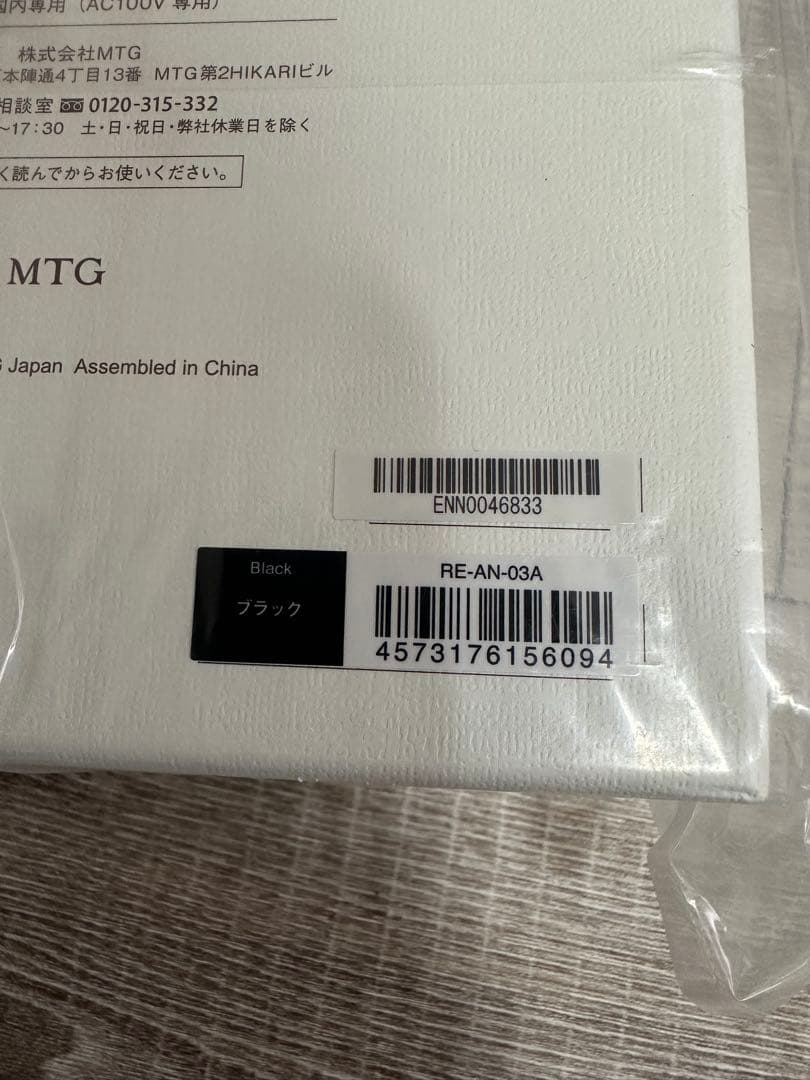 国内専用（AC100V 専用）
株式会社MTG
本陣通4丁目13番 MTG第2HIKARIビル
相談室 0120-315-332
～17：30 土・日・祝日・弊社休業日を除く
く読んでからお使いください。
MTG
G Japan Assembled in China
ENN0046833
Black
ブラック
RE-AN-03A
4573176156094